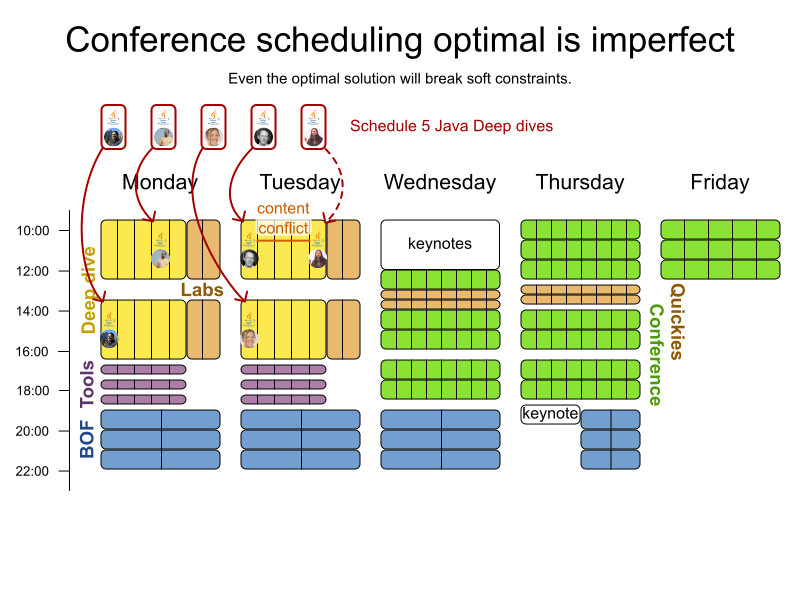 Conference scheduling optimal is imperfect
Even the optimal solution will break soft constraints.
Schedule 5 Java Deep dives
Monday
Tuesday
Wednesday
Thursday
Friday
content
conflict
10:00
12:00
14:00
16:00
18:00
20:00
22:00
Deep dive
Labs
Tools
BOF
keynotes
keynote
Quickies
Conference